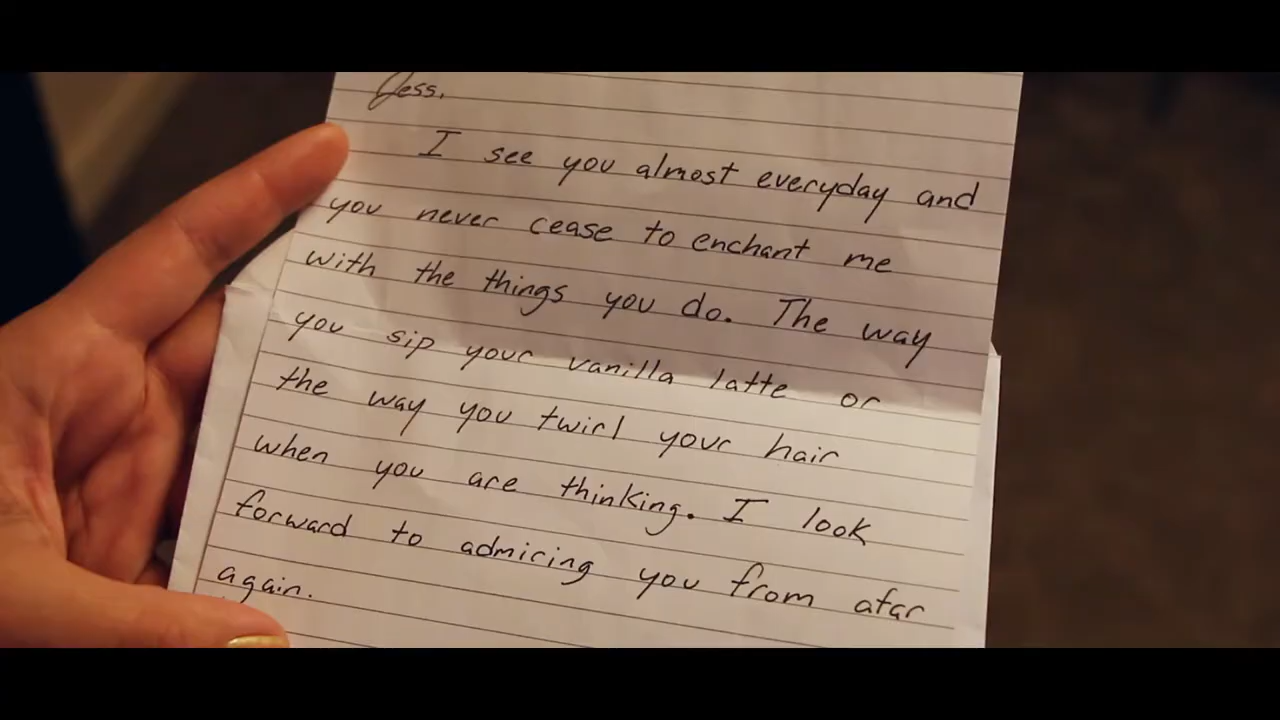 Jess,
I see you almost everyday and
you never cease to enchant me
with the things you do. The way
you sip your vanilla latte or
the way you twirl your hair
when you are thinking. I look
forward to admiring you from afar
again.